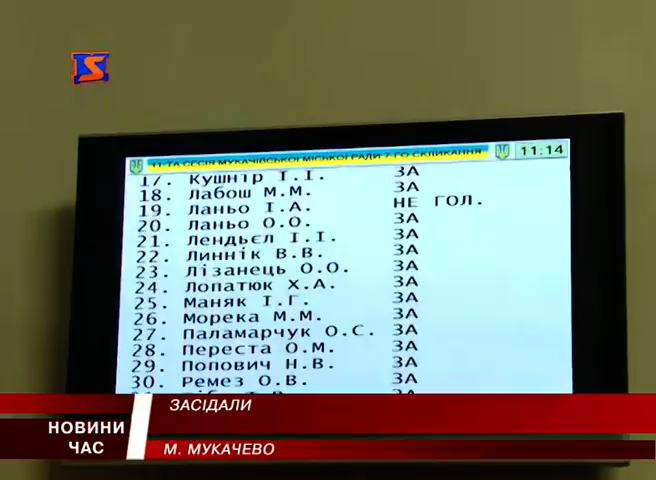 11-ТА СЕСІЯ МУКАЧІВСЬКОЇ МІСЬКОЇ РАДИ 7-ГО СКЛИКАННЯ 11:14
17. Кушнір І.І. ЗА
18. Лабош М.М. ЗА
19. Ланьо І.А. НЕ ГОЛ.
20. Ланьо О.О. ЗА
21. Лендьєл І.І. ЗА
22. Линнік В.В. ЗА
23. Лізанець О.О. ЗА
24. Лопатюк Х.А. ЗА
25. Маняк І.Г. ЗА
26. Морека М.М. ЗА
27. Паламарчук О.С. ЗА
28. Переста О.М. ЗА
29. Попович Н.В. ЗА
30. Ремез О.В. ЗА
ЗАСІДАЛИ
НОВИНИ
ЧАС
М. МУКАЧЕВО